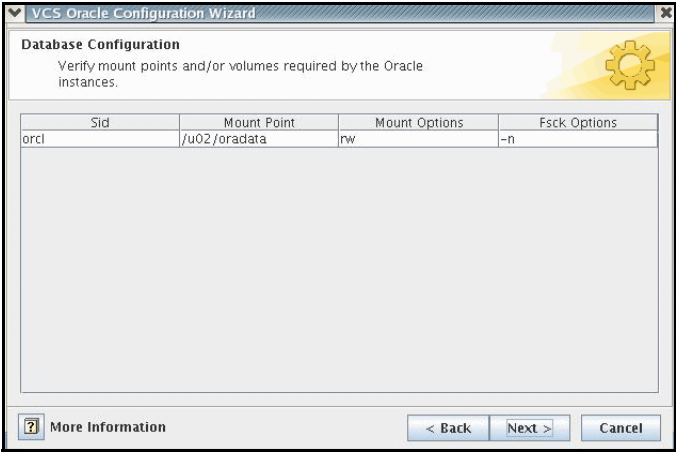 VCS Oracle Configuration Wizard
Database Configuration
Verify mount points and/or volumes required by the Oracle
instances.
Sid Mount Point Mount Options Fsck Options
orcl /u02/oradata rw -n
? More Information < Back Next > Cancel